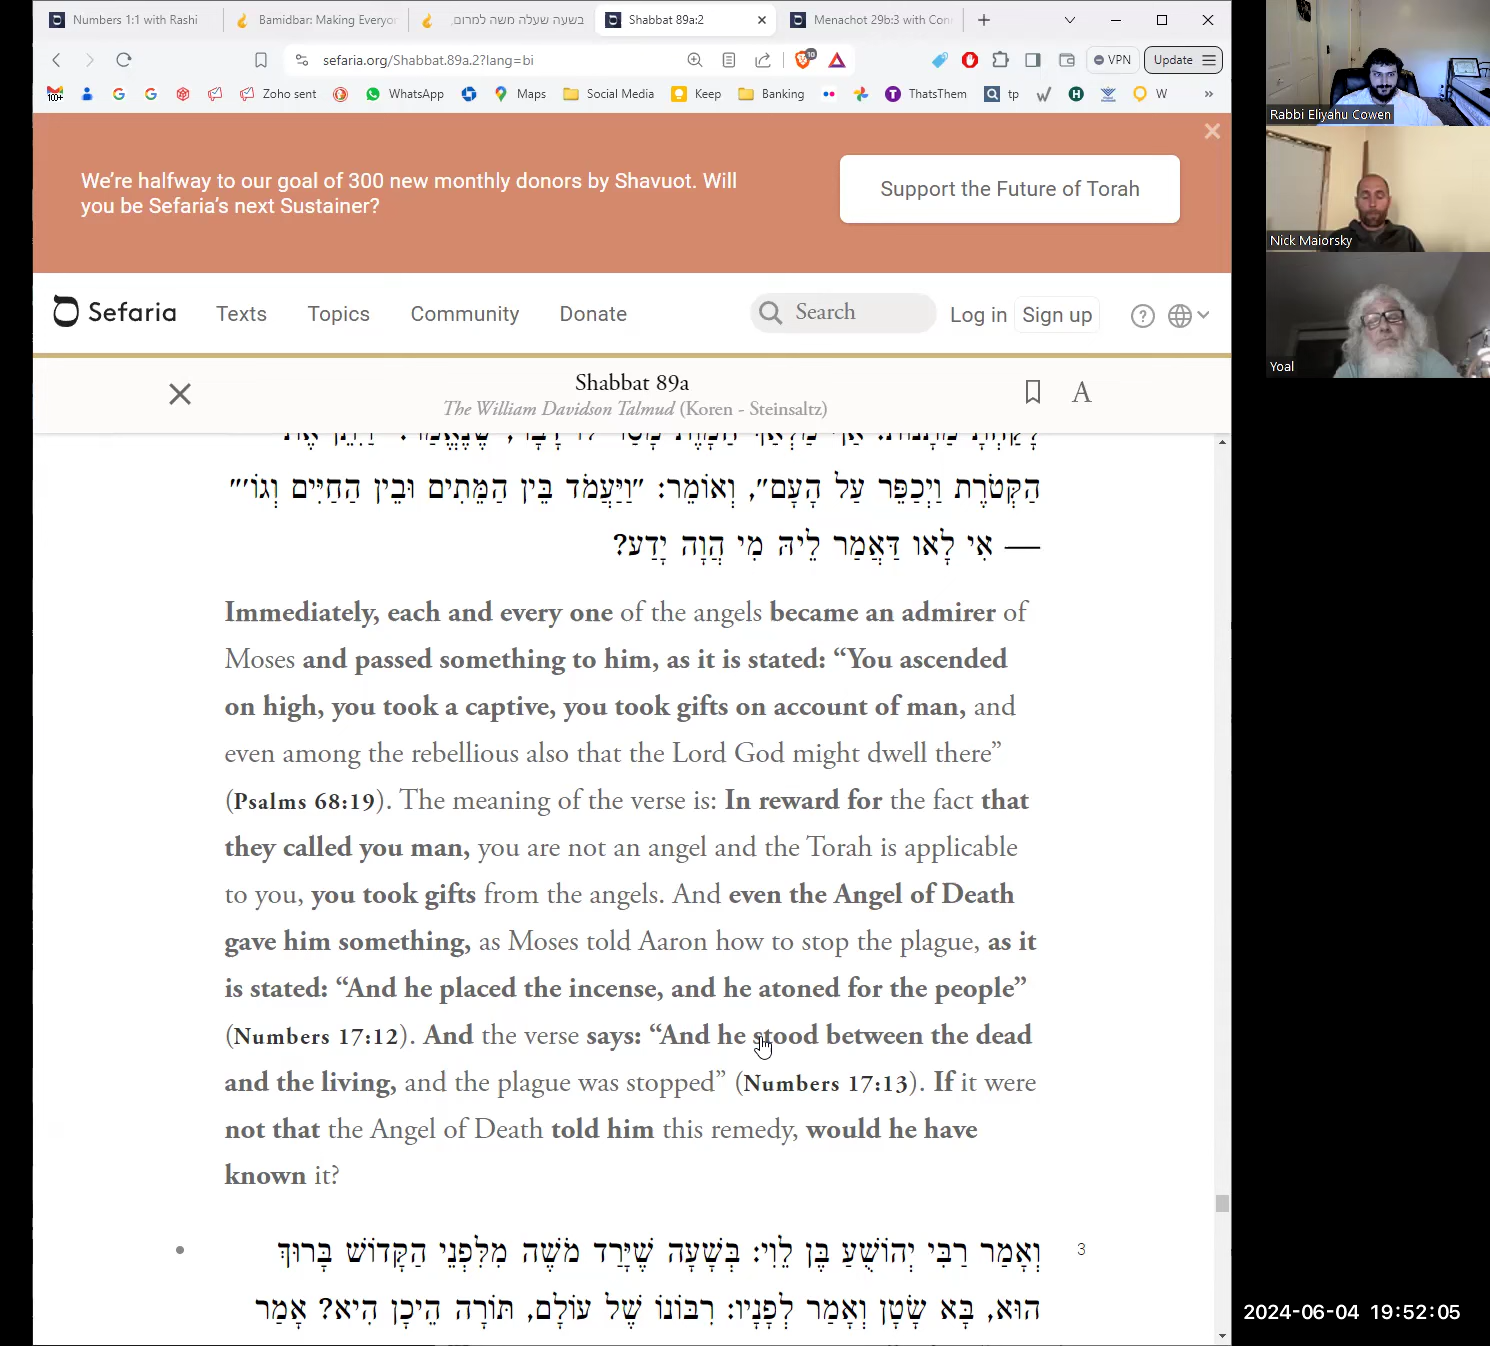 Numbers 1:1 with Rashi
Bamidbar: Making Everyon
בשעה שעלה משה למרום,
Shabbat 89a:2
Menachot 29b:3 with Con
sefaria.org/Shabbat.89a.2?lang=bi
10
VPN
Update
100+
Zoho sent
WhatsApp
Maps
Social Media
Keep
Banking
ThatsThem
tp
W
»
We're halfway to our goal of 300 new monthly donors by Shavuot. Will
you be Sefaria's next Sustainer?
Support the Future of Torah
Sefaria
Texts
Topics
Community
Donate
Search
Log in
Sign up
Shabbat 89a
The William Davidson Talmud (Koren - Steinsaltz)
A
הַקְּטֹרֶת וַיְכַפֵּר עַל הָעָם״, וְאוֹמֵר: ״וַיַּעֲמֹד בֵּין הַמֵּתִים וּבֵין הַחַיִּים וְגוֹ׳״
— אִי לָאו דַּאֲמַר לֵיהּ מִי הֲוָה יָדַע?
Immediately, each and every one of the angels became an admirer of
Moses and passed something to him, as it is stated: “You ascended
on high, you took a captive, you took gifts on account of man, and
even among the rebellious also that the Lord God might dwell there”
(Psalms 68:19). The meaning of the verse is: In reward for the fact that
they called you man, you are not an angel and the Torah is applicable
to you, you took gifts from the angels. And even the Angel of Death
gave him something, as Moses told Aaron how to stop the plague, as it
is stated: “And he placed the incense, and he atoned for the people”
(Numbers 17:12). And the verse says: “And he stood between the dead
and the living, and the plague was stopped” (Numbers 17:13). If it were
not that the Angel of Death told him this remedy, would he have
known it?
3
וְאָמַר רַבִּי יְהוֹשֻׁעַ בֶּן לֵוִי: בְּשָׁעָה שֶׁיָּרַד מֹשֶׁה מִלִּפְנֵי הַקָּדוֹשׁ בָּרוּךְ
הוּא, בָּא שָׂטָן וְאָמַר לְפָנָיו: רִבּוֹנוֹ שֶׁל עוֹלָם, תּוֹרָה הֵיכָן הִיא? אָמַר
Rabbi Eliyahu Cowen
Nick Maiorsky
Yoal
2024-06-04 19:52:05